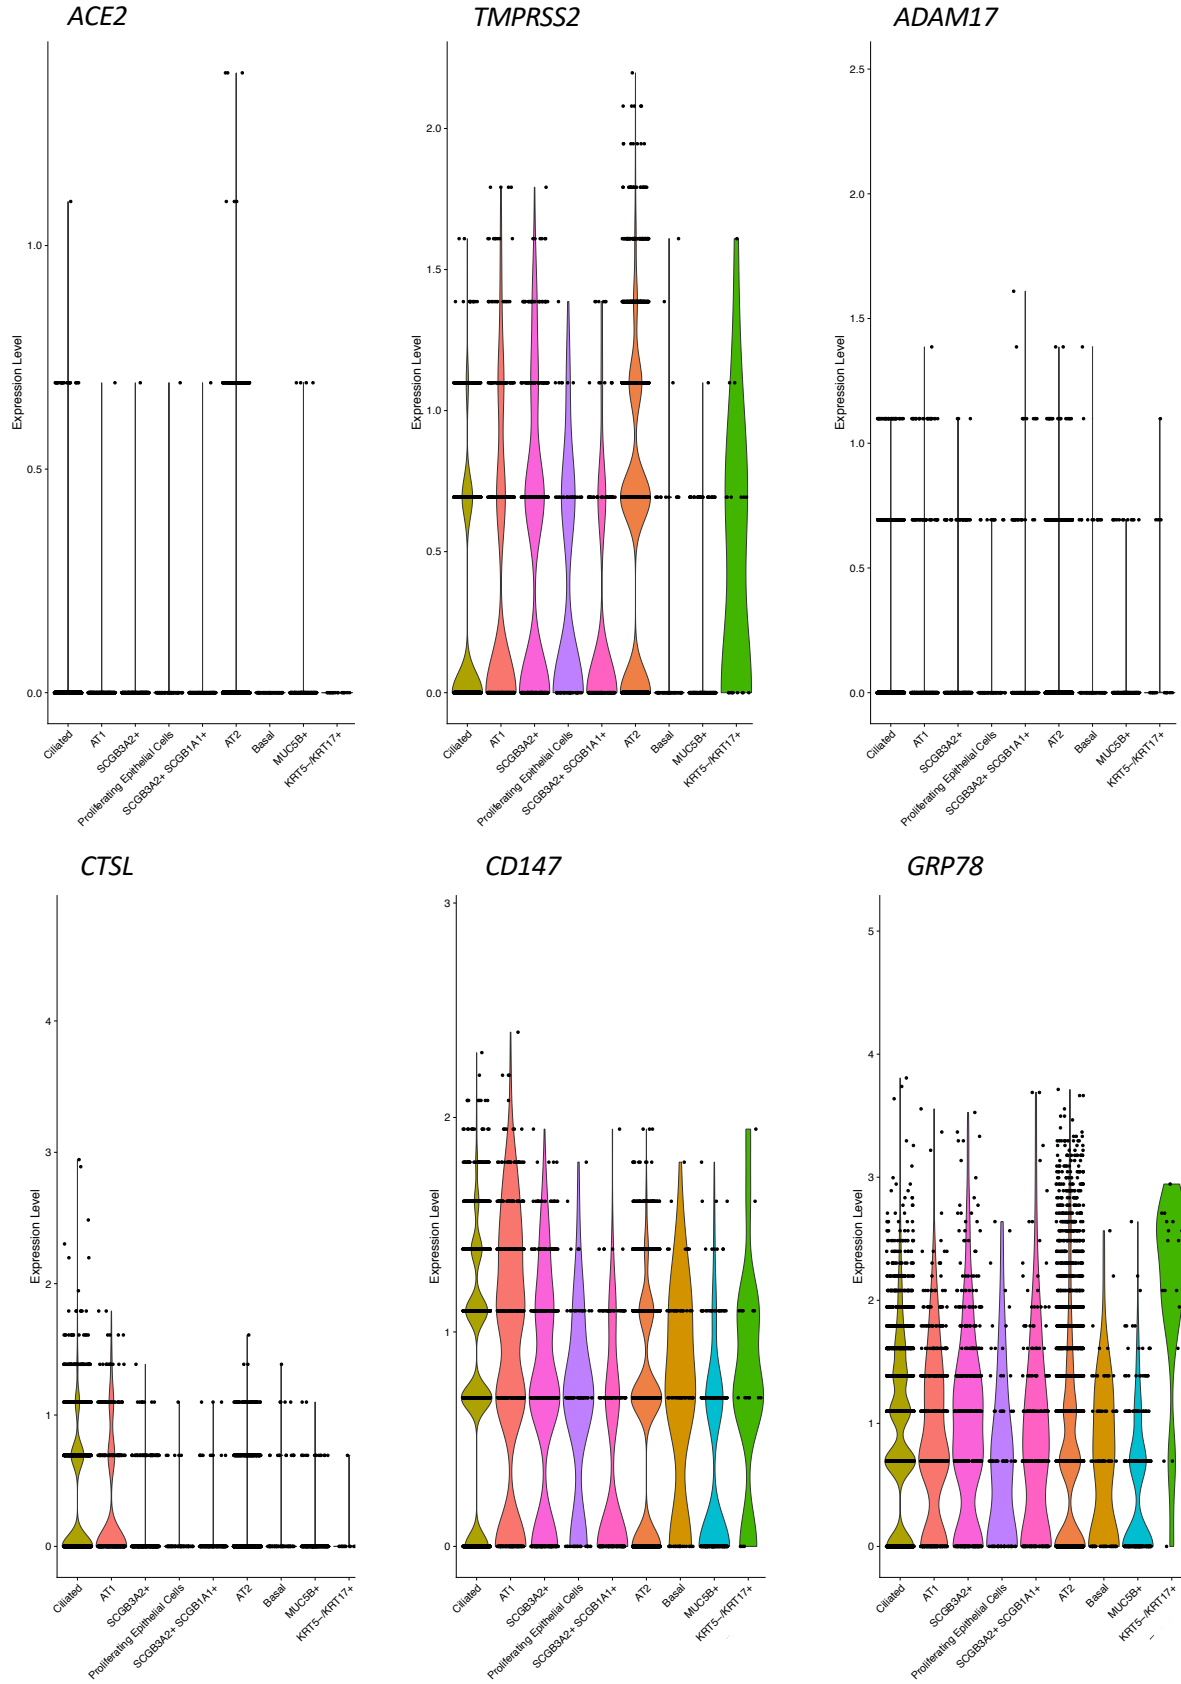 ACE2
TMPRSS2
ADAM17
Expression Level
1.0
0.5
0.0
Ciliated
AT1
SCGB3A2+
Proliferating Epithelial Cells
SCGB3A2+ SCGB1A1+
AT2
Basal
MUC5B+
KRT5-/KRT17+
Expression Level
2.0
1.5
1.0
0.5
0.0
Ciliated
AT1
SCGB3A2+
Proliferating Epithelial Cells
SCGB3A2+ SCGB1A1+
AT2
Basal
MUC5B+
KRT5-/KRT17+
Expression Level
2.5
2.0
1.5
1.0
0.5
0.0
Ciliated
AT1
SCGB3A2+
Proliferating Epithelial Cells
SCGB3A2+ SCGB1A1+
AT2
Basal
MUC5B+
KRT5-/KRT17+
CTSL
CD147
GRP78
Expression Level
4
3
2
1
0
Ciliated
AT1
SCGB3A2+
Proliferating Epithelial Cells
SCGB3A2+ SCGB1A1+
AT2
Basal
MUC5B+
KRT5-/KRT17+
Expression Level
3
2
1
0
Ciliated
AT1
SCGB3A2+
Proliferating Epithelial Cells
SCGB3A2+ SCGB1A1+
AT2
Basal
MUC5B+
KRT5-/KRT17+
Expression Level
5
4
3
2
1
0
Ciliated
AT1
SCGB3A2+
Proliferating Epithelial Cells
SCGB3A2+ SCGB1A1+
AT2
Basal
MUC5B+
KRT5-/KRT17+